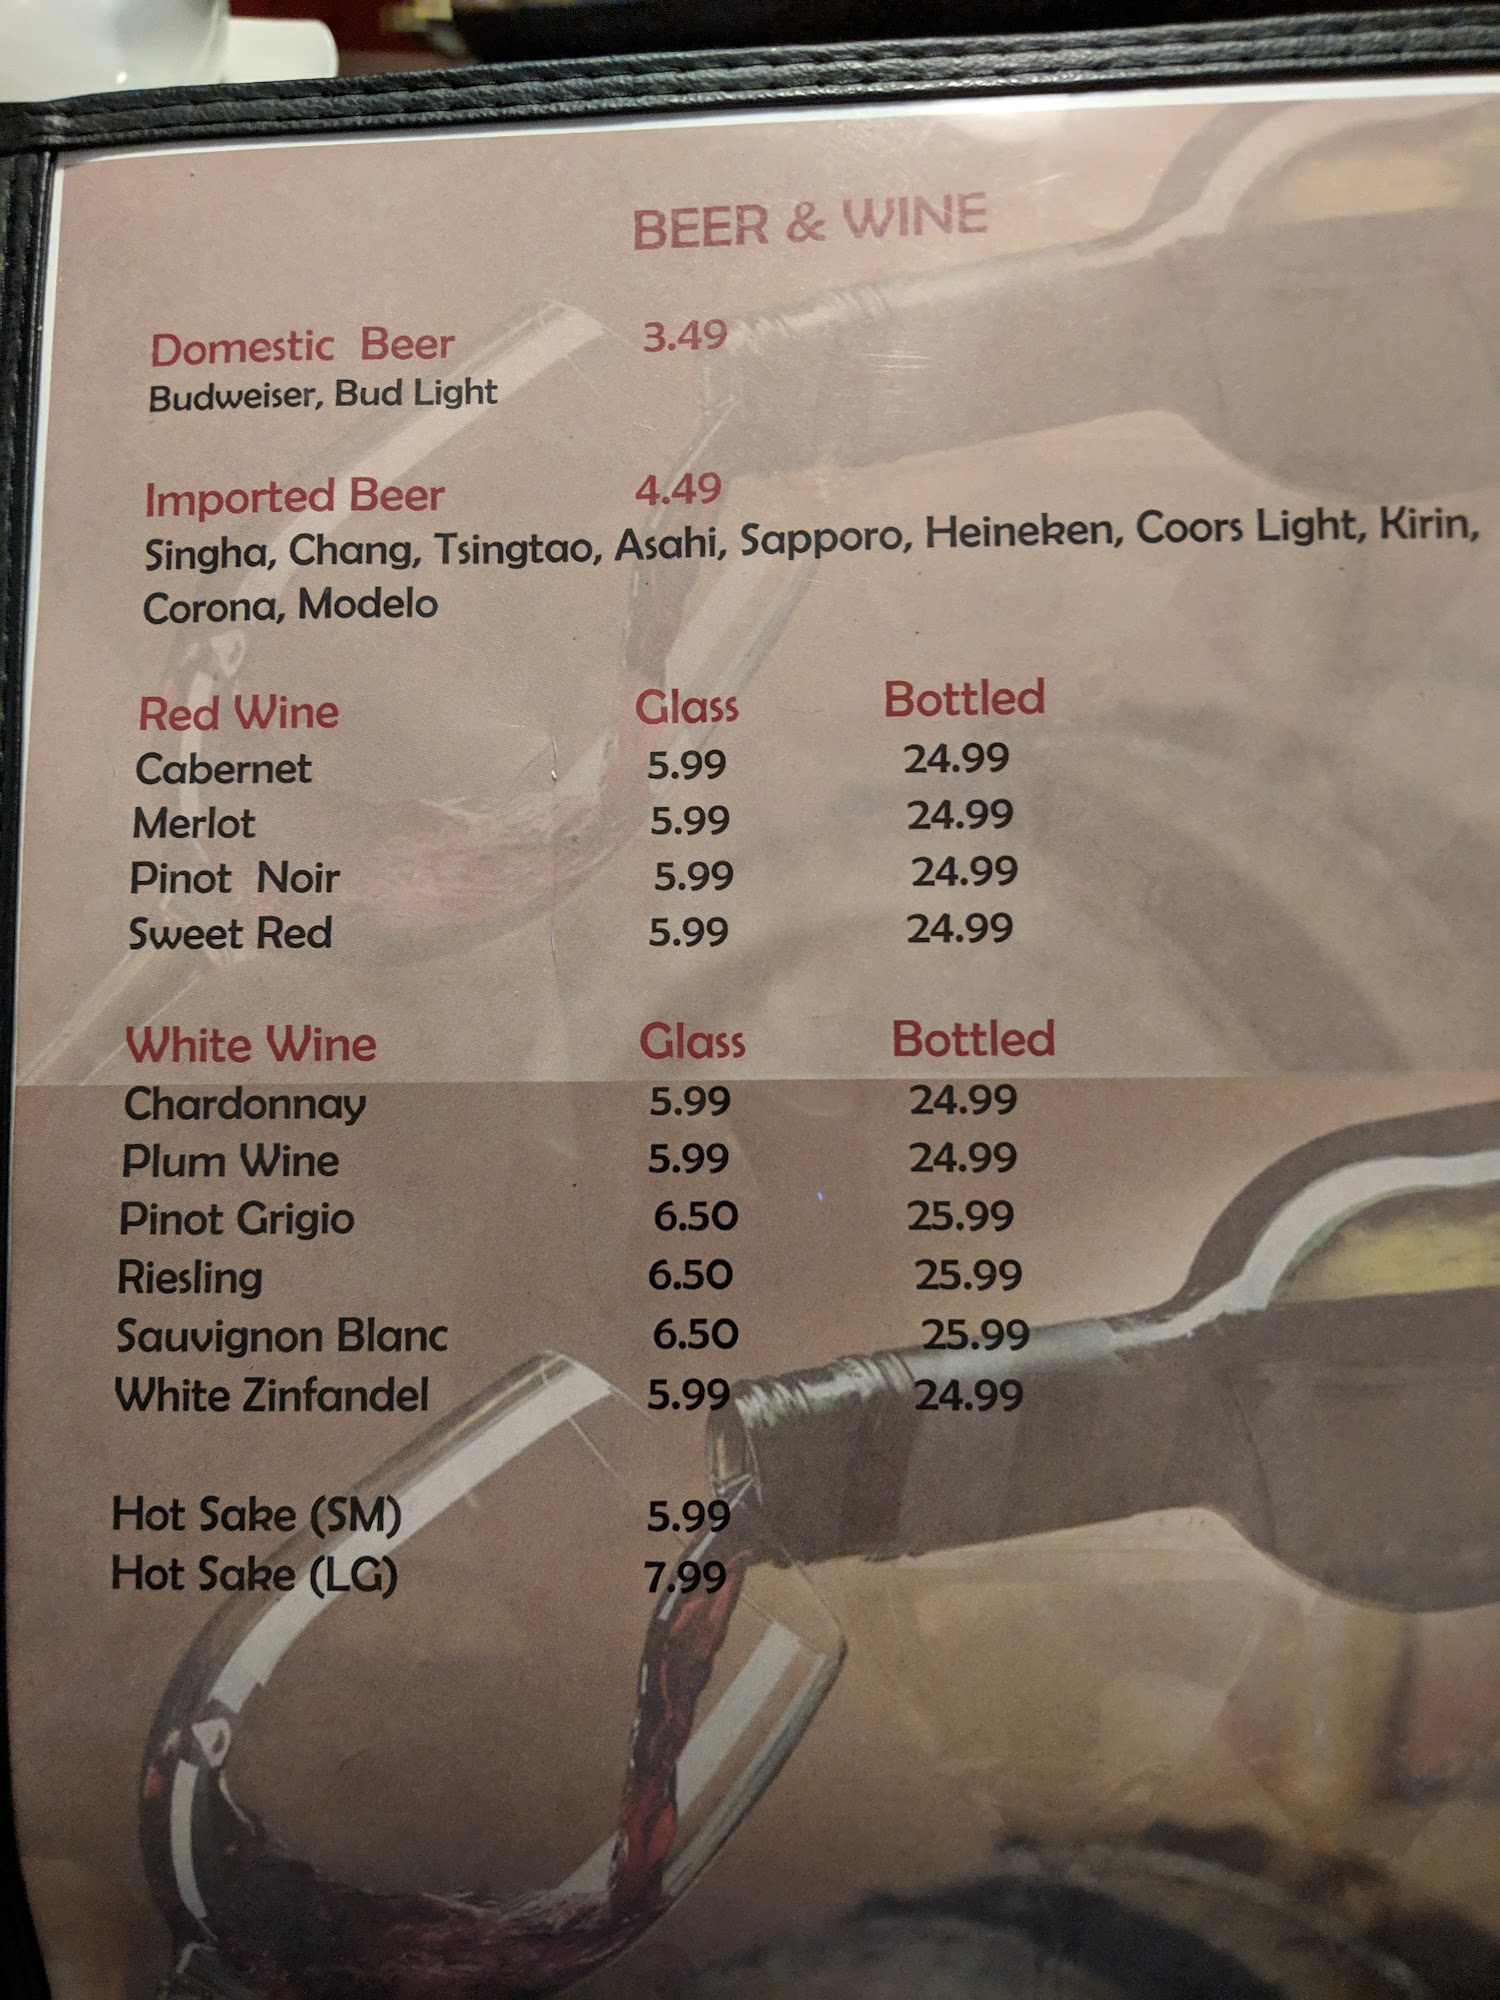 BEER & WINE
Domestic Beer 3.49
Budweiser, Bud Light
Imported Beer 4.49
Singha, Chang, Tsingtao, Asahi, Sapporo, Heineken, Coors Light, Kirin,
Corona, Modelo
Red Wine Glass Bottled
Cabernet 5.99 24.99
Merlot 5.99 24.99
Pinot Noir 5.99 24.99
Sweet Red 5.99 24.99
White Wine Glass Bottled
Chardonnay 5.99 24.99
Plum Wine 5.99 24.99
Pinot Grigio 6.50 25.99
Riesling 6.50 25.99
Sauvignon Blanc 6.50 25.99
White Zinfandel 5.99 24.99
Hot Sake (SM) 5.99
Hot Sake (LG) 7.99